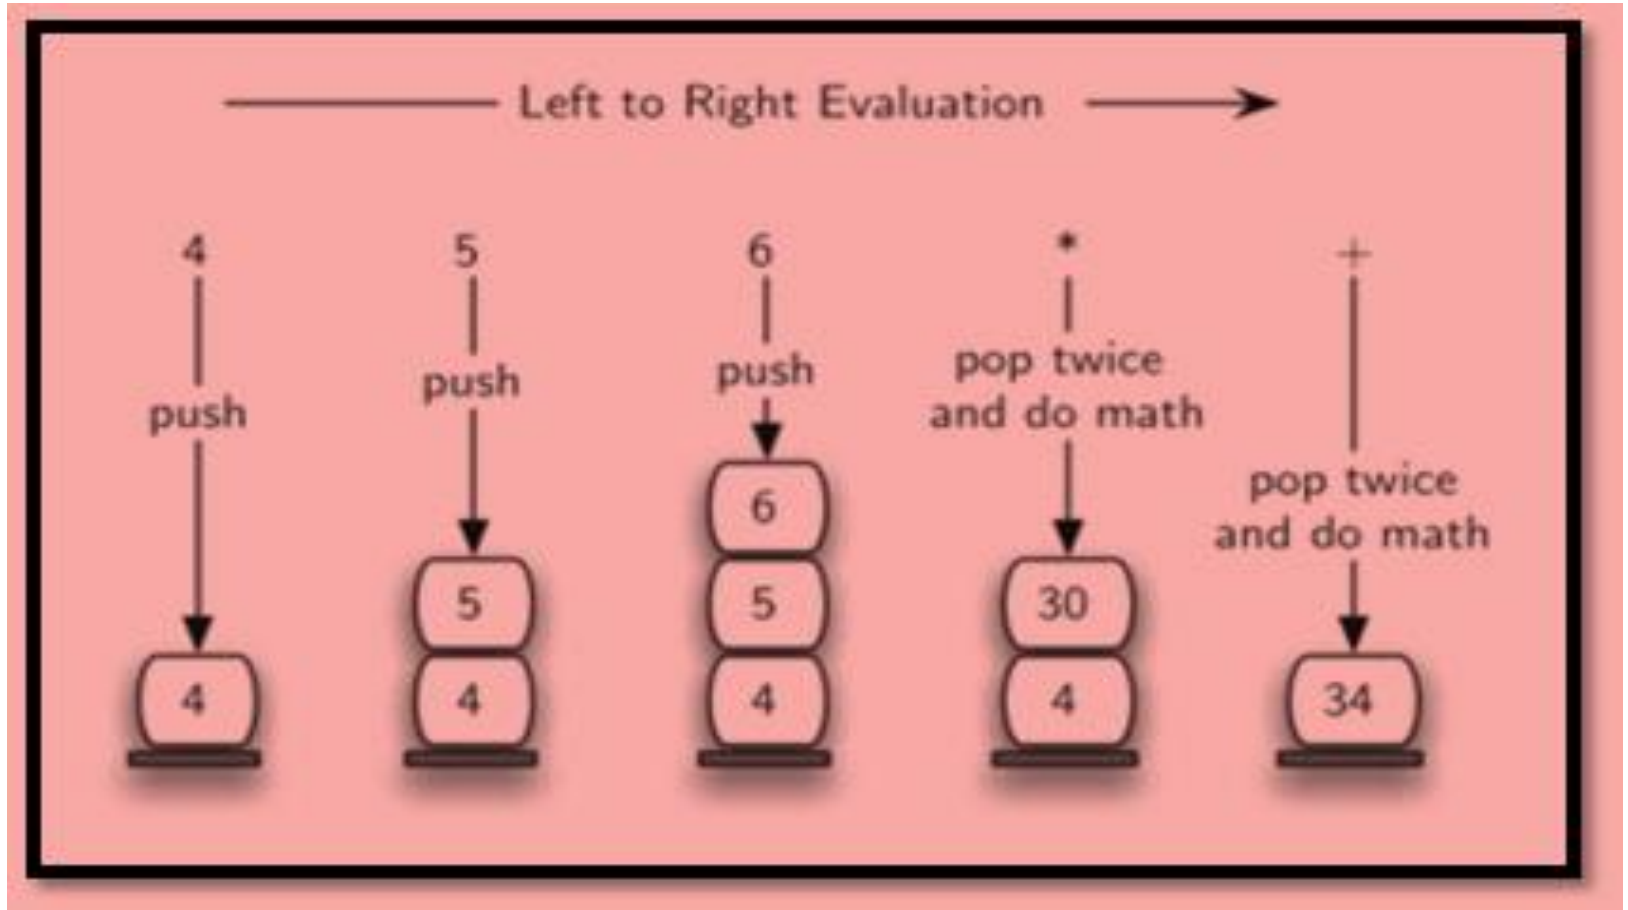 Left to Right Evaluation
4 5 6 * +
push
push
push
pop twice
and do math
pop twice
and do math
6
5 5 30
4 4 4 4 34